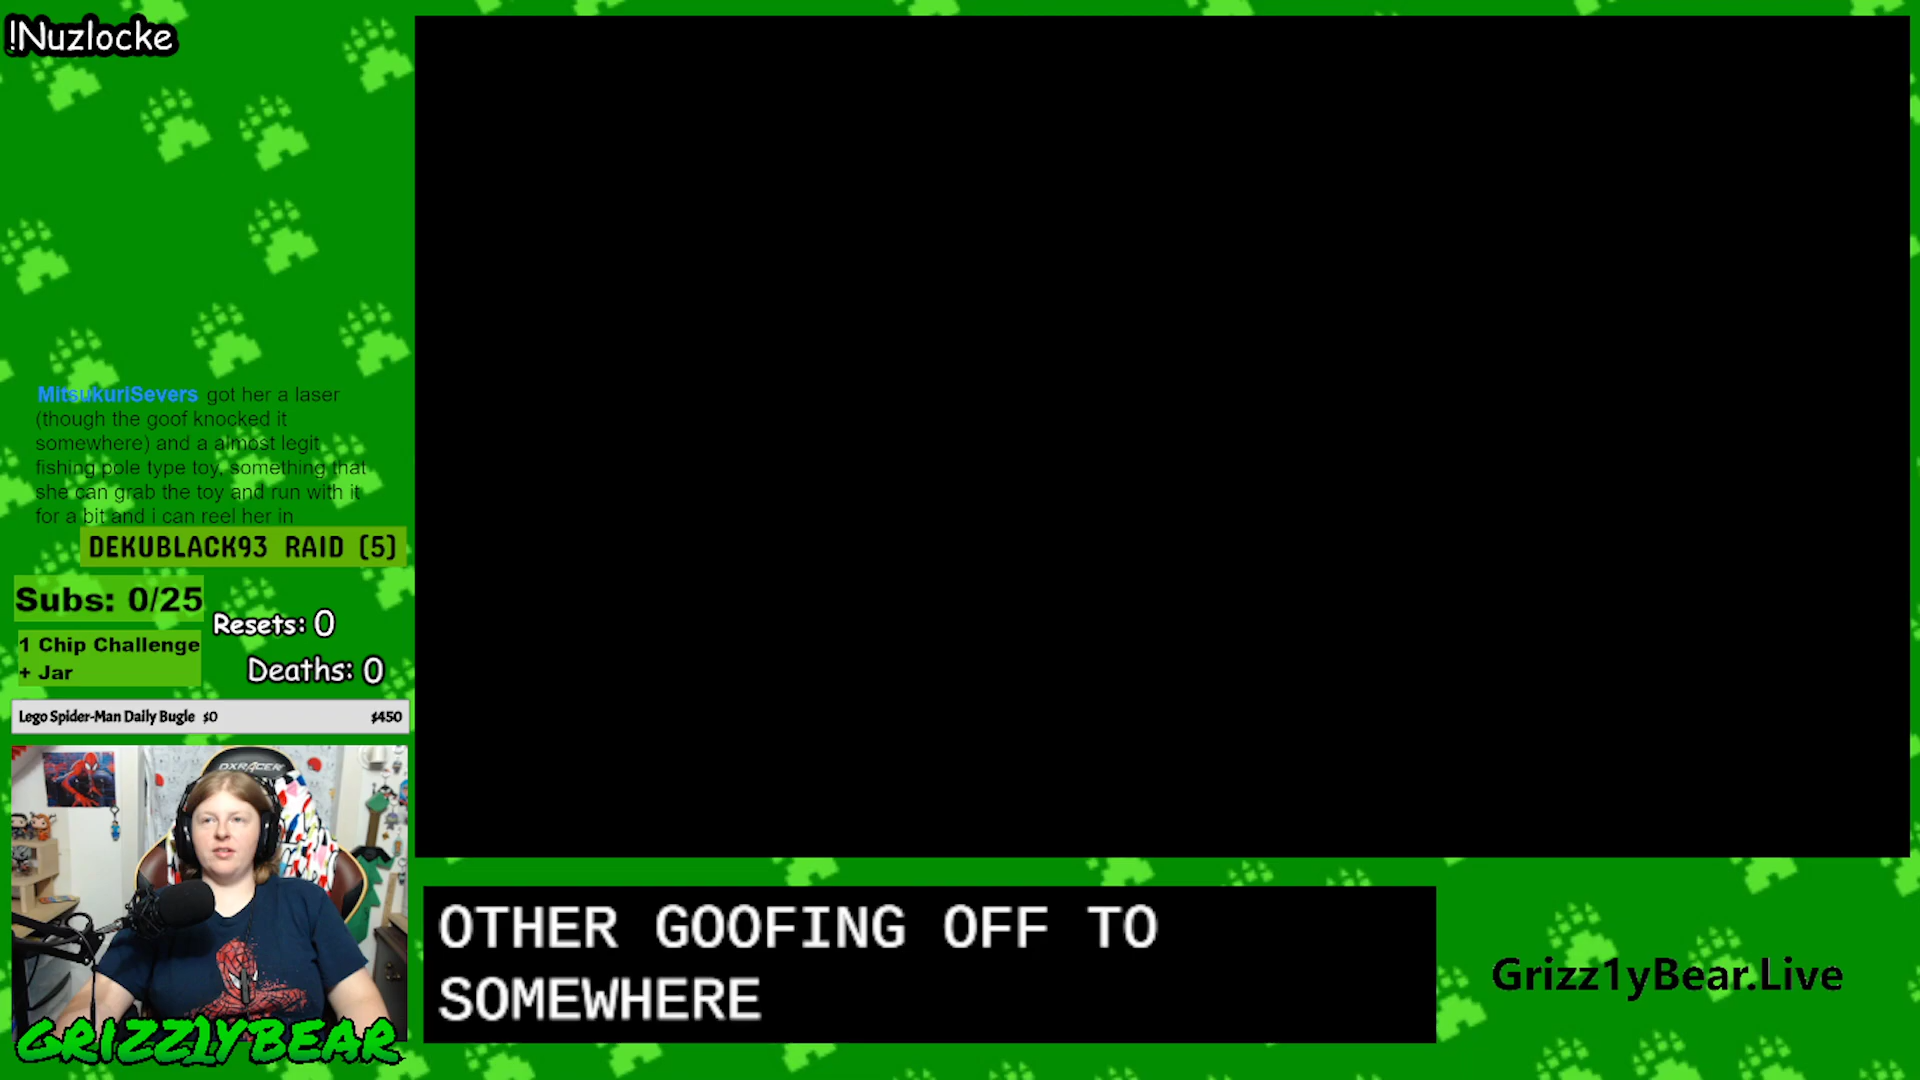 !Nuzlocke
MitsukuriSevers got her a laser
(though the goof knocked it
somewhere) and a almost legit
fishing pole type toy, something that
she can grab the toy and run with it
for a bit and i can reel her in
DEKUBLACK93 RAID (5)
Subs: 0/25
Resets: 0
1 Chip Challenge
+ Jar
Deaths: 0
Lego Spider-Man Daily Bugle $0 $450
DXRACER
GRIZZ1YBEAR
OTHER GOOFING OFF TO
SOMEWHERE
Grizz1yBear.Live